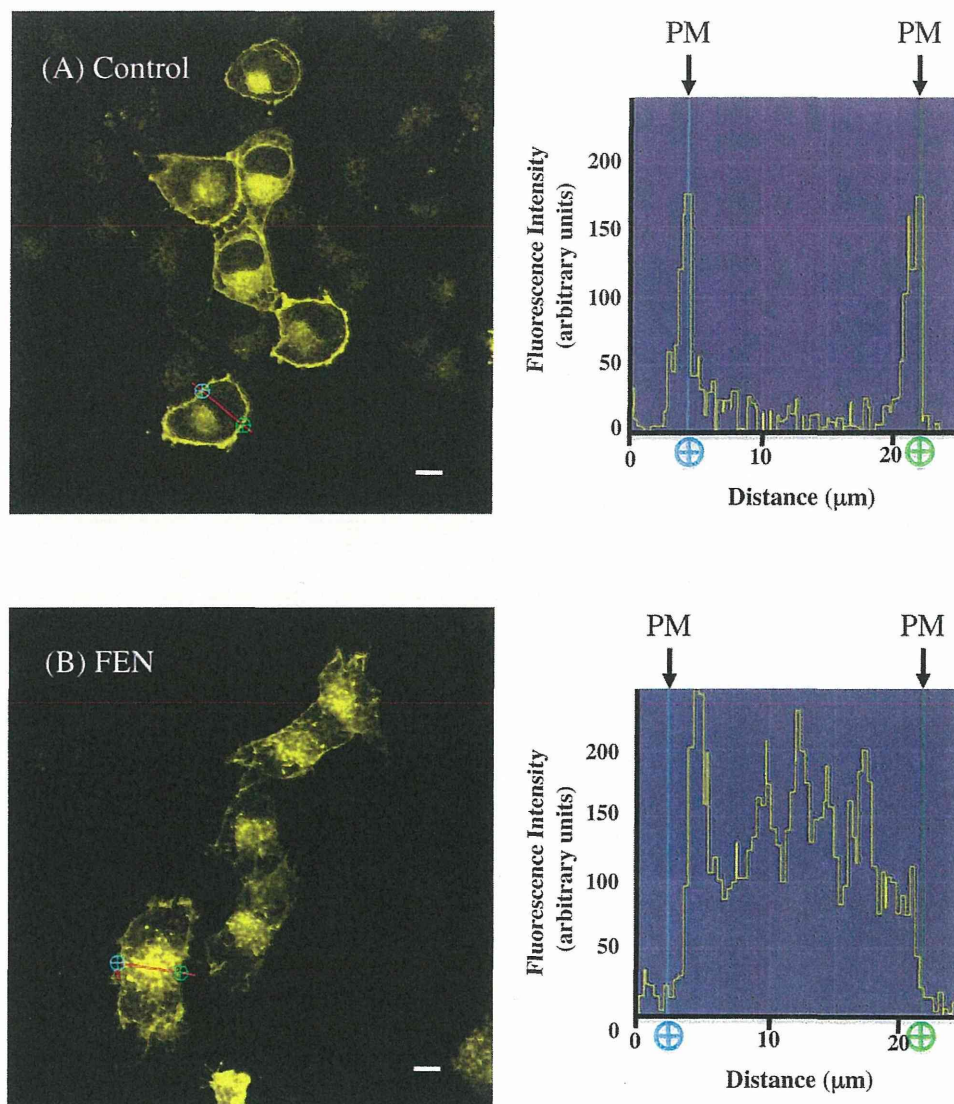 (A) Control
PM PM
Fluorescence Intensity
(arbitrary units)
200
150
100
50
0
0 10 20
Distance (µm)
(B) FEN
PM PM
Fluorescence Intensity
(arbitrary units)
200
150
100
50
0
0 10 20
Distance (µm)